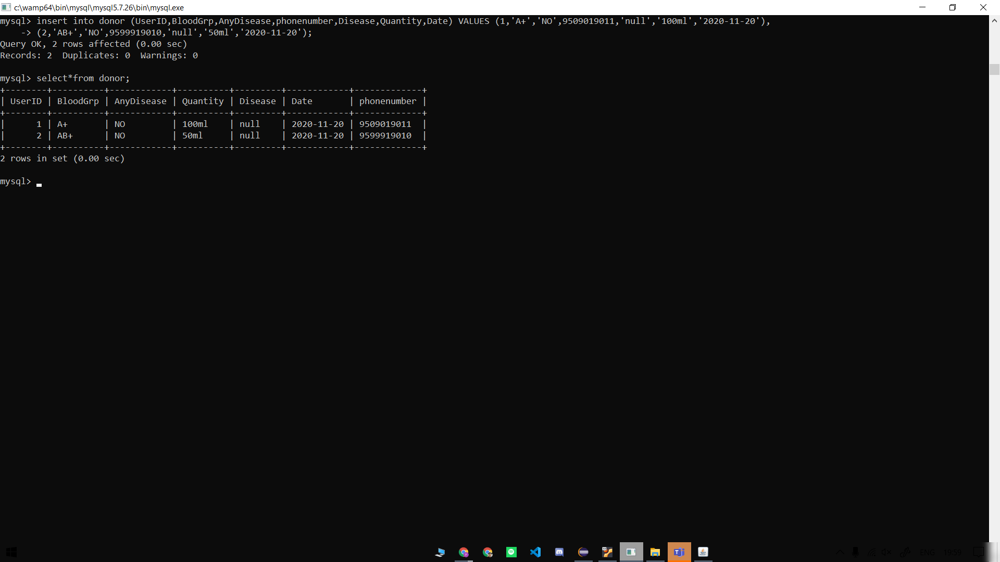 c:\wamp64\bin\mysql\mysql5.7.26\bin\mysql.exe
mysql> insert into donor (UserID,BloodGrp,AnyDisease,phonenumber,Disease,Quantity,Date) VALUES (1,'A+','NO',9509019011,'null','100ml','2020-11-20'),
    -> (2,'AB+','NO',9599919010,'null','50ml','2020-11-20');
Query OK, 2 rows affected (0.00 sec)
Records: 2  Duplicates: 0  Warnings: 0
mysql> select*from donor;
+--------+----------+------------+----------+---------+------------+-------------+
| UserID | BloodGrp | AnyDisease | Quantity | Disease | Date       | phonenumber |
+--------+----------+------------+----------+---------+------------+-------------+
|      1 | A+       | NO         | 100ml    | null    | 2020-11-20 | 9509019011  |
|      2 | AB+      | NO         | 50ml     | null    | 2020-11-20 | 9599919010  |
+--------+----------+------------+----------+---------+------------+-------------+
2 rows in set (0.00 sec)
mysql>
ENG 19:59